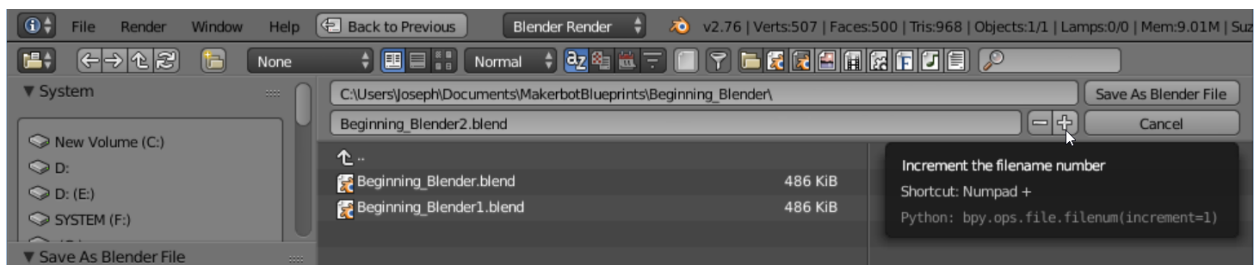 File Render Window Help Back to Previous Blender Render v2.76 | Verts:507 | Faces:500 | Tris:968 | Objects:1/1 | Lamps:0/0 | Mem:9.01M | Suz
None Normal
System
C:\Users\Joseph\Documents\MakerbotBlueprints\Beginning_Blender\ Save As Blender File
Beginning_Blender2.blend Cancel
New Volume (C:)
D:
D: (E:)
SYSTEM (F:)
..
Beginning_Blender.blend 486 KiB
Beginning_Blender1.blend 486 KiB
Increment the filename number
Shortcut: Numpad +
Python: bpy.ops.file.filenum(increment=1)
Save As Blender File